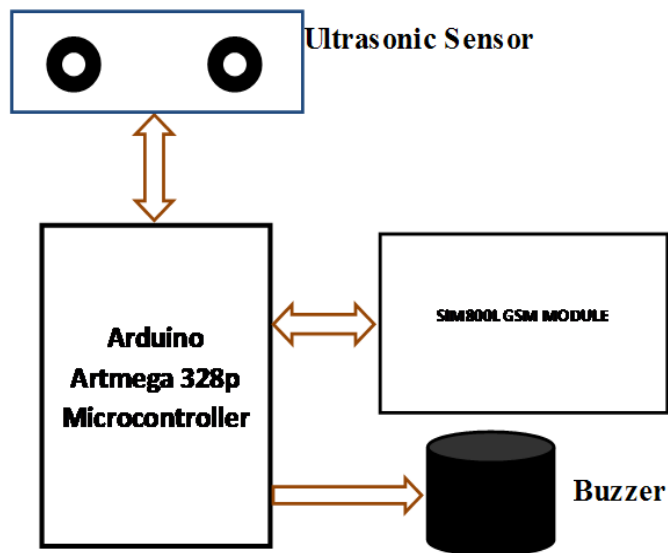 Ultrasonic Sensor
Arduino
Artmega 328p
Microcontroller
SIM800L GSM MODULE
Buzzer